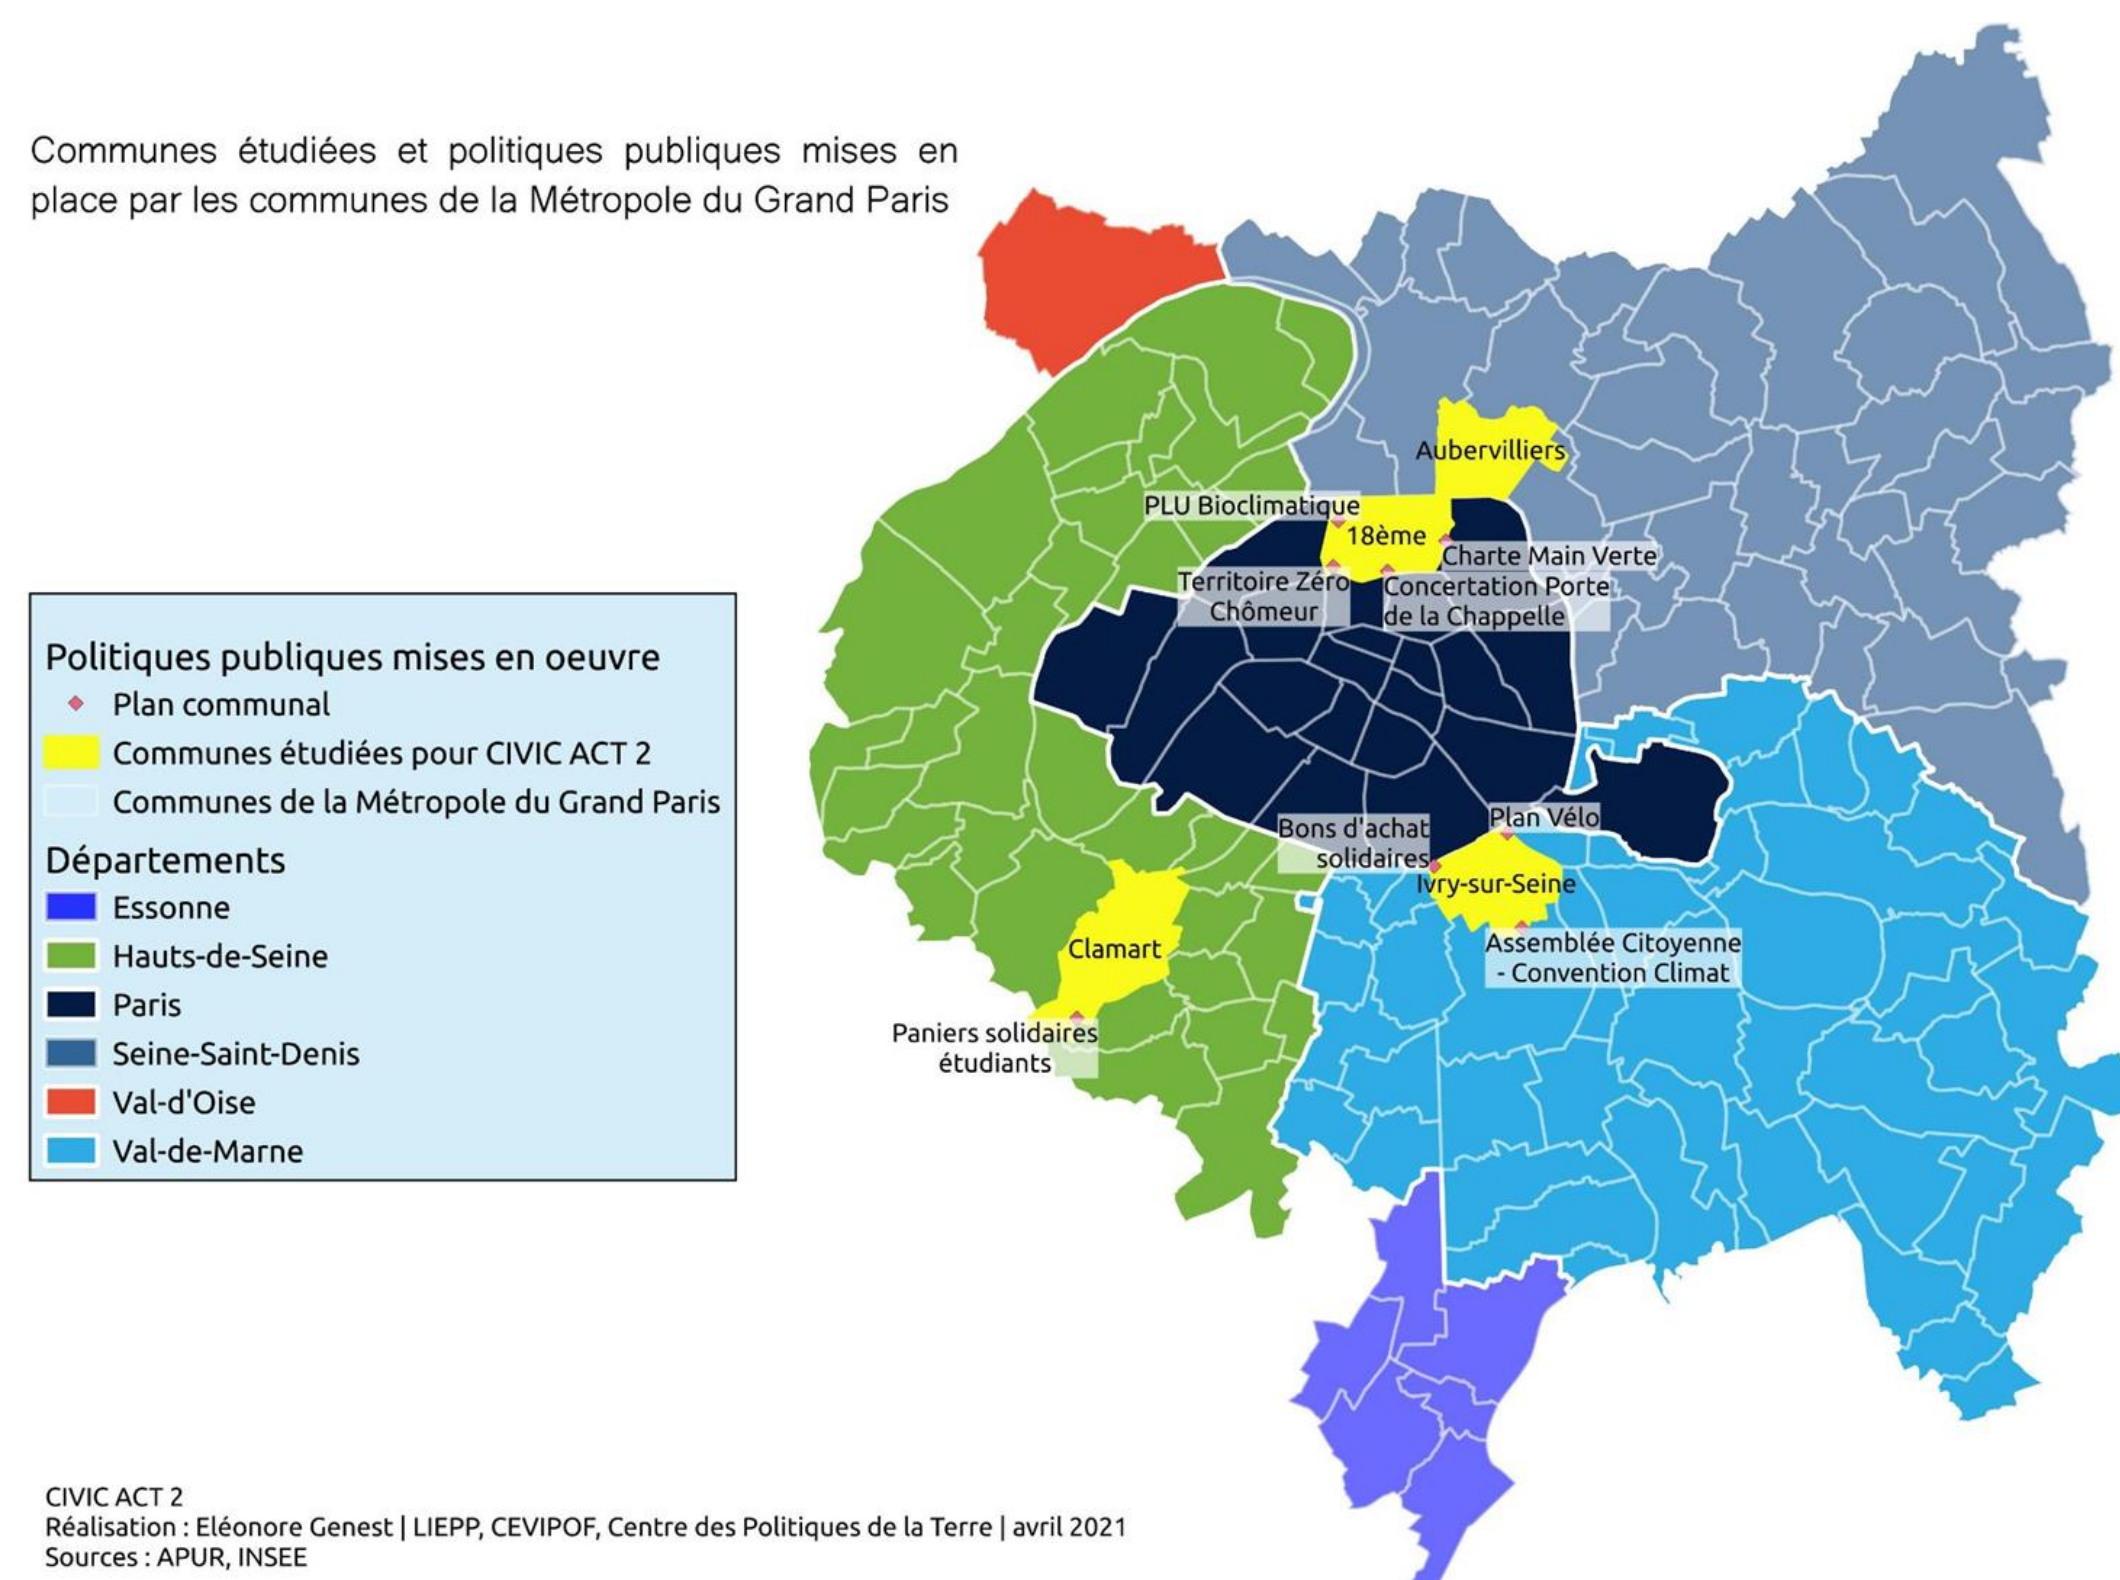 Communes étudiées et politiques publiques mises en
place par les communes de la Métropole du Grand Paris
Aubervilliers
PLU Bioclimatique
18ème
Charte Main Verte
Territoire Zéro
Chômeur
Concertation Porte
de la Chappelle
Politiques publiques mises en oeuvre
Plan communal
Communes étudiées pour CIVIC ACT 2
Communes de la Métropole du Grand Paris
Départements
Essonne
Hauts-de-Seine
Paris
Seine-Saint-Denis
Val-d'Oise
Val-de-Marne
Plan Vélo
Bons d'achat
solidaires
Ivry-sur-Seine
Assemblée Citoyenne
- Convention Climat
Clamart
Paniers solidaires
étudiants
CIVIC ACT 2
Réalisation : Eléonore Genest | LIEPP, CEVIPOF, Centre des Politiques de la Terre | avril 2021
Sources : APUR, INSEE